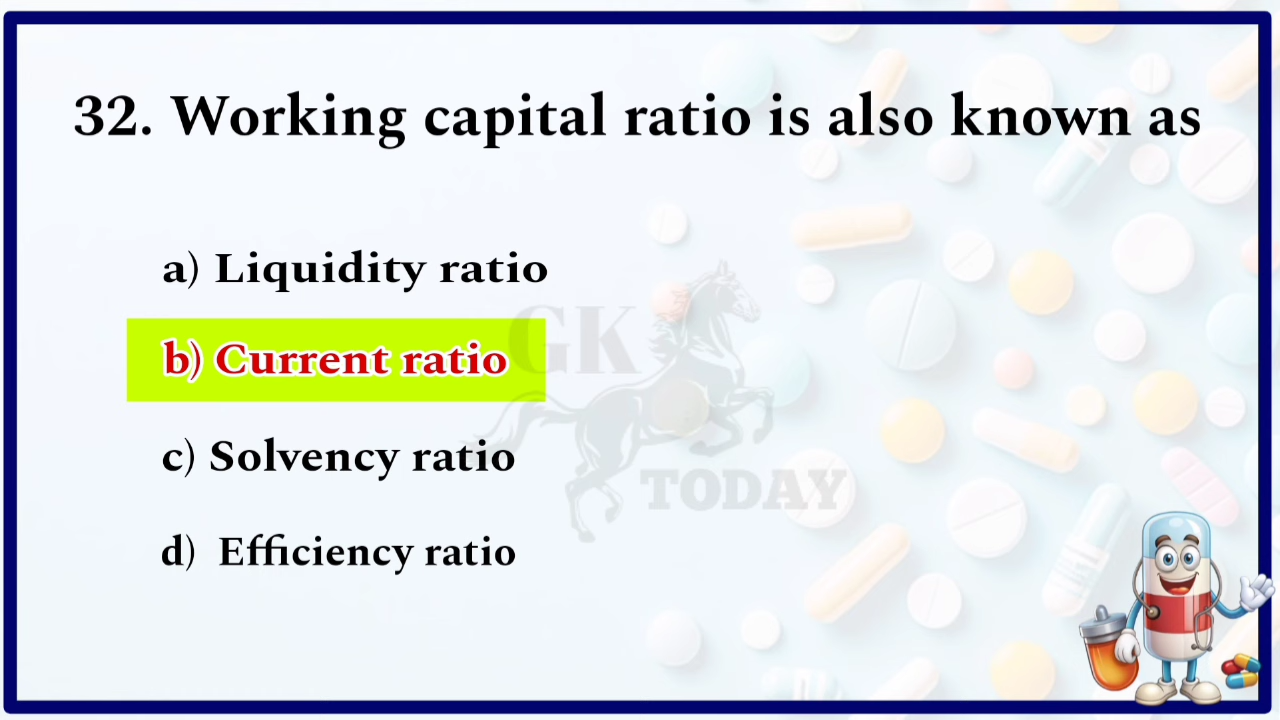 32. Working capital ratio is also known as
a) Liquidity ratio
b) Current ratio
c) Solvency ratio
d) Efficiency ratio
GK
TODAY